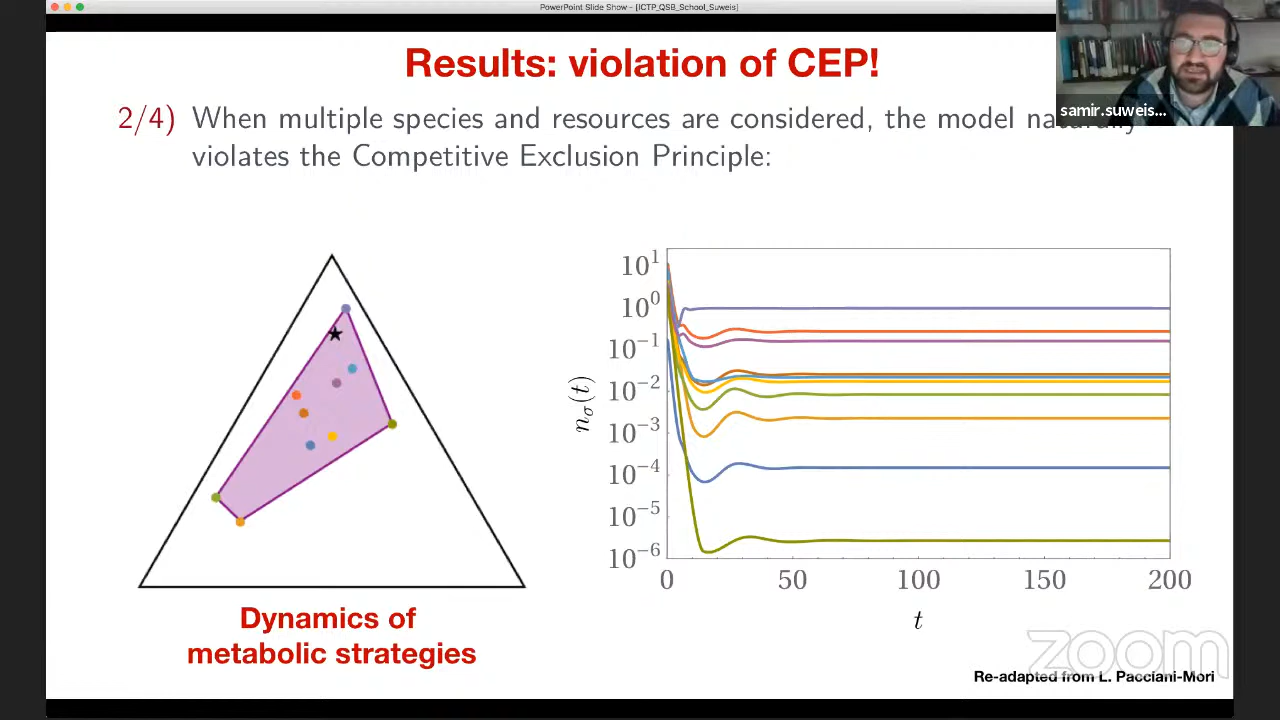 PowerPoint Slide Show - [ICTP_QSB_School_Suweis]
samir.suweis...
Results: violation of CEP!
2/4) When multiple species and resources are considered, the model naturally
violates the Competitive Exclusion Principle:
10^1
10^0
10^-1
10^-2
10^-3
10^-4
10^-5
10^-6
n_σ(t)
0 50 100 150 200
t
Dynamics of
metabolic strategies
zoom
Re-adapted from L. Pacciani-Mori